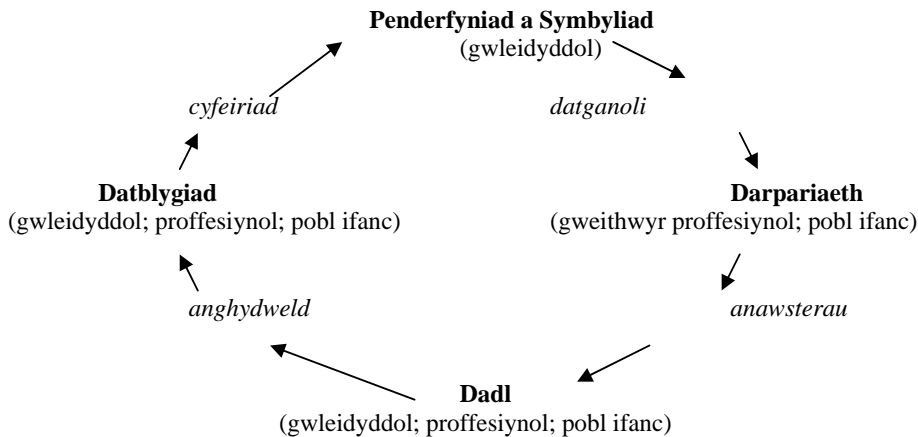 Penderfyniad a Symbyliad
(gwleidyddol)
cyfeiriad
datganoli
Datblygiad
(gwleidyddol; proffesiynol; pobl ifanc)
Darpariaeth
(gweithwyr proffesiynol; pobl ifanc)
anghydweld
anawsterau
Dadl
(gwleidyddol; proffesiynol; pobl ifanc)